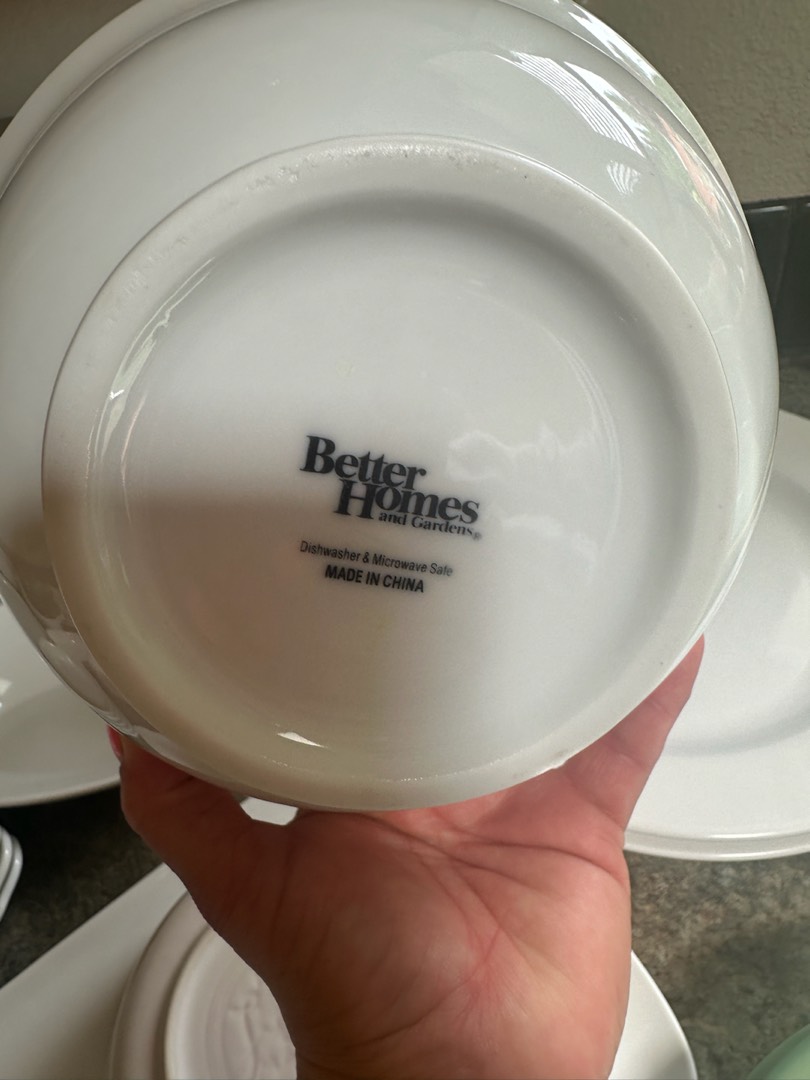 Better
Homes
and Gardens®
Dishwasher & Microwave Safe
MADE IN CHINA